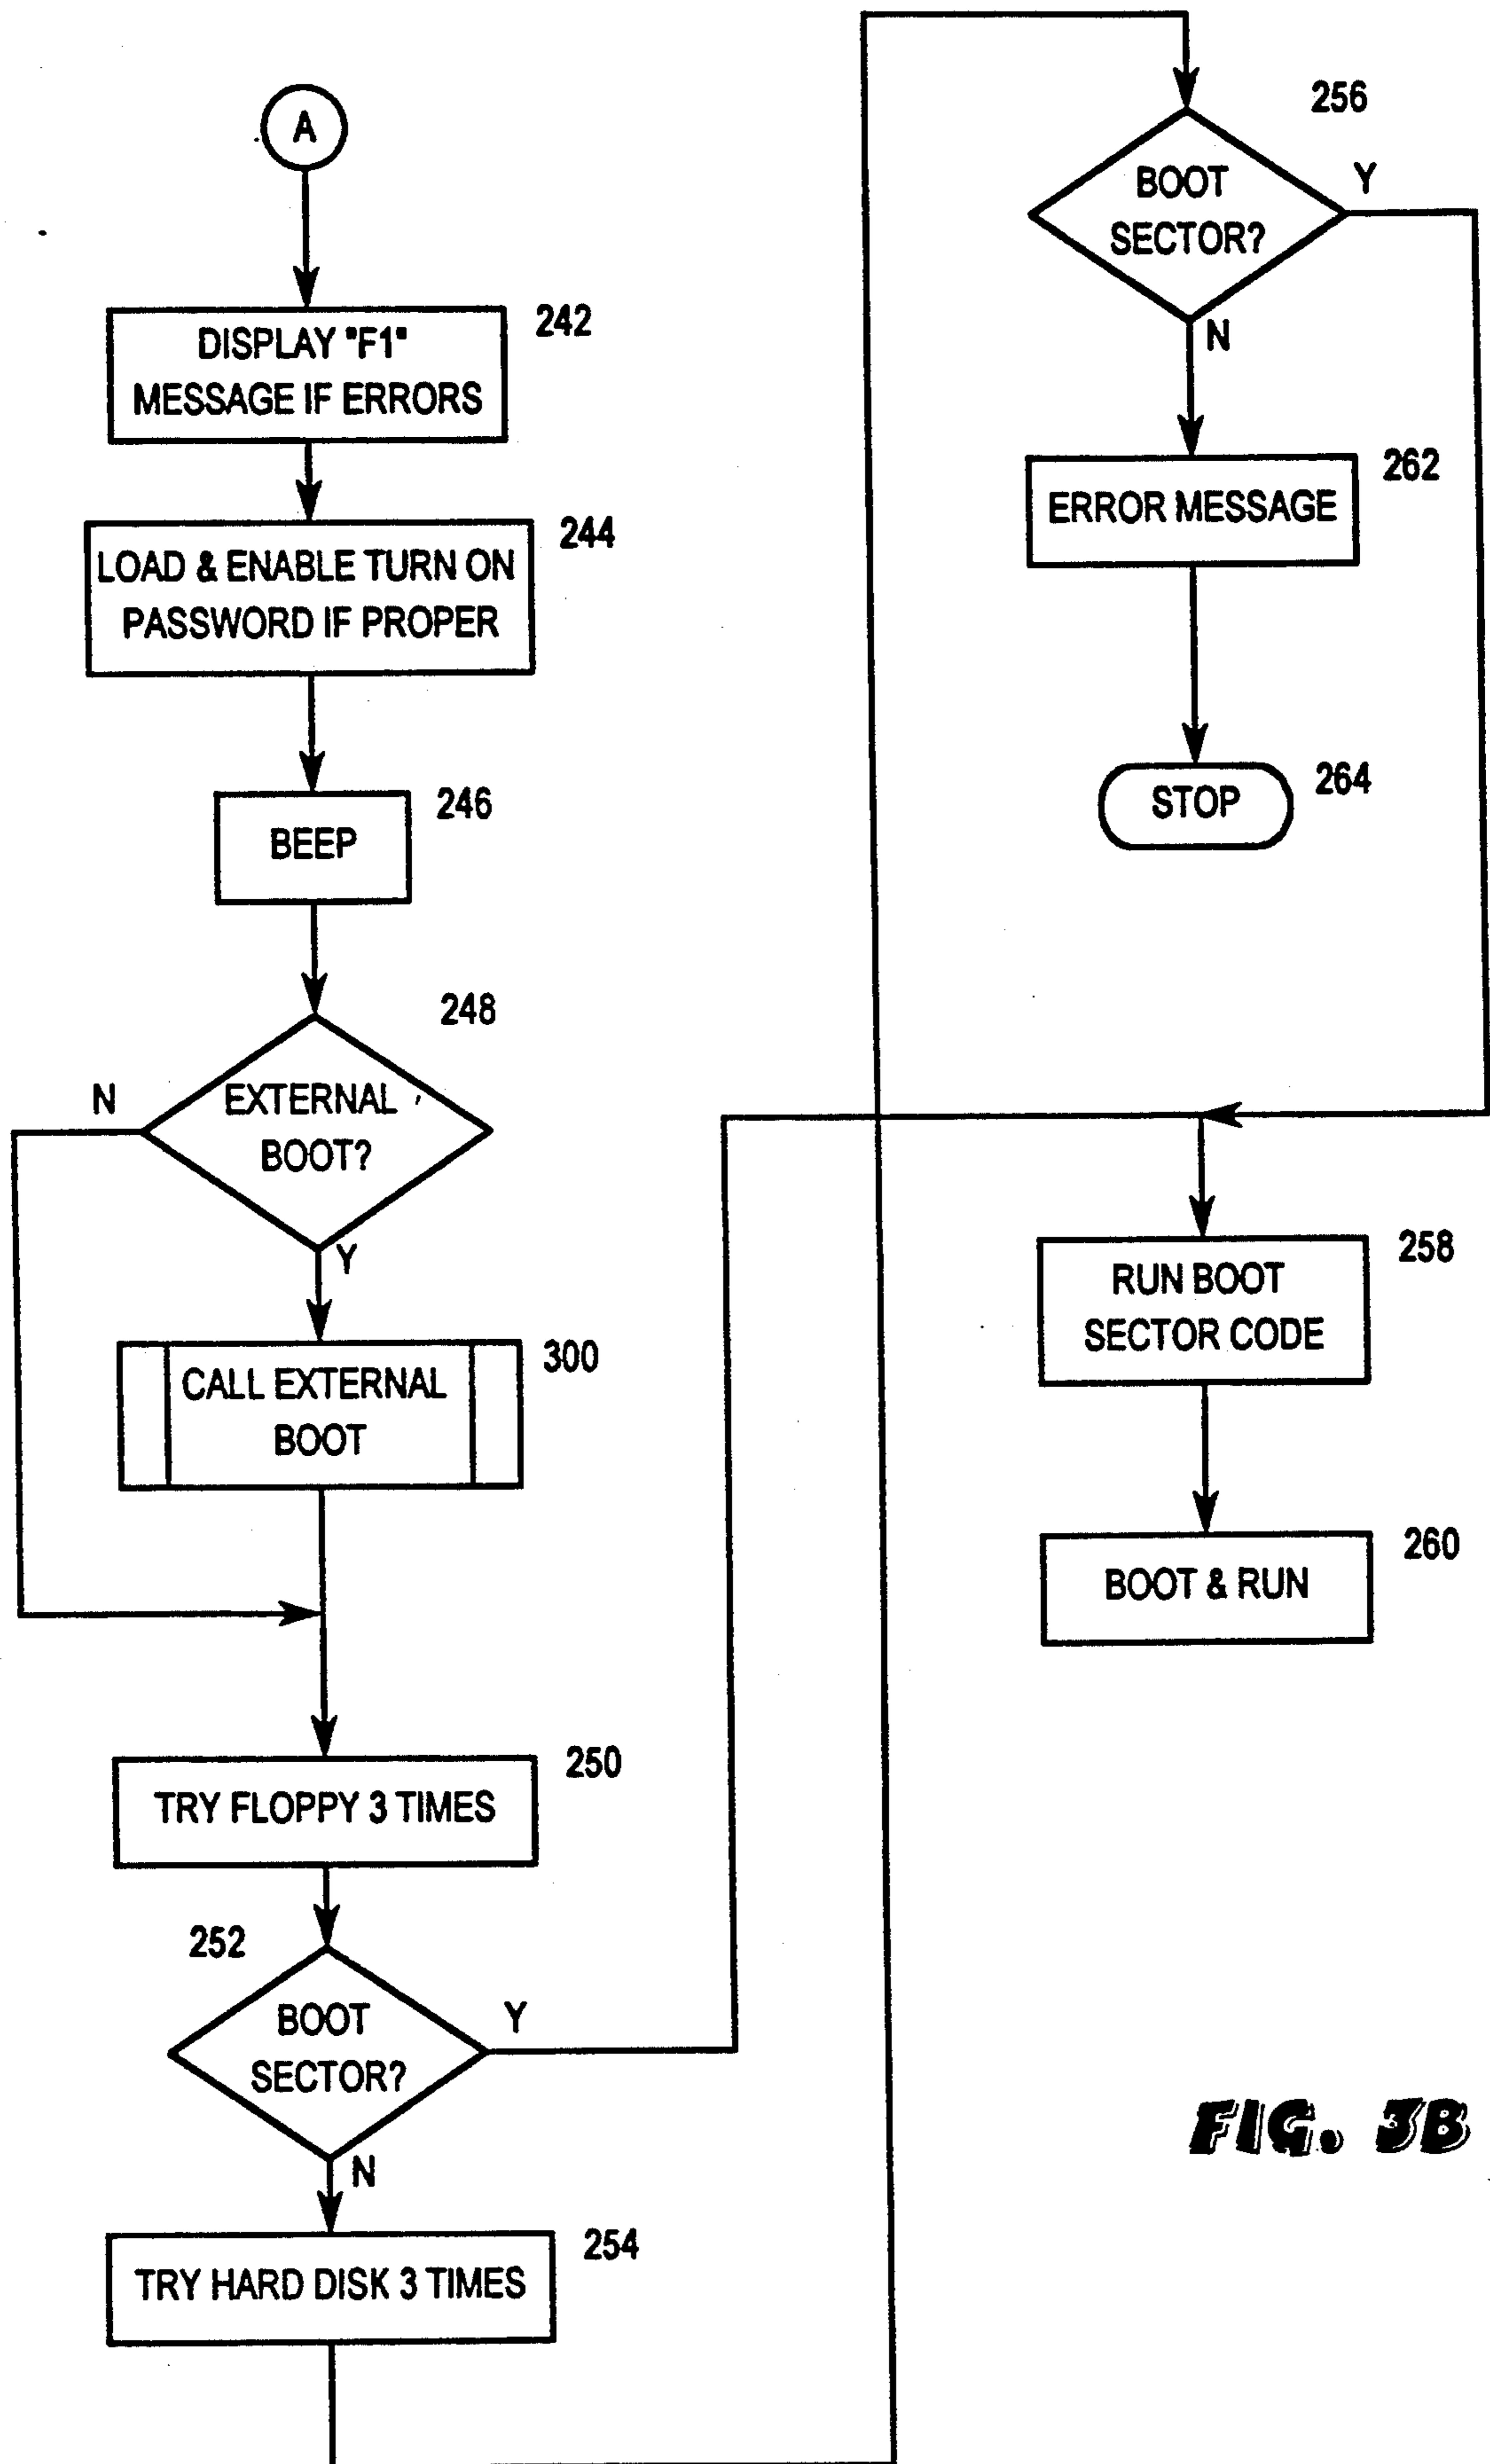 A
242
DISPLAY "F1"
MESSAGE IF ERRORS
244
LOAD & ENABLE TURN ON
PASSWORD IF PROPER
246
BEEP
248
N
EXTERNAL
BOOT?
Y
300
CALL EXTERNAL
BOOT
250
TRY FLOPPY 3 TIMES
252
BOOT
SECTOR?
Y
N
254
TRY HARD DISK 3 TIMES
256
BOOT
SECTOR?
Y
N
262
ERROR MESSAGE
264
STOP
258
RUN BOOT
SECTOR CODE
260
BOOT & RUN
FIG. 3B